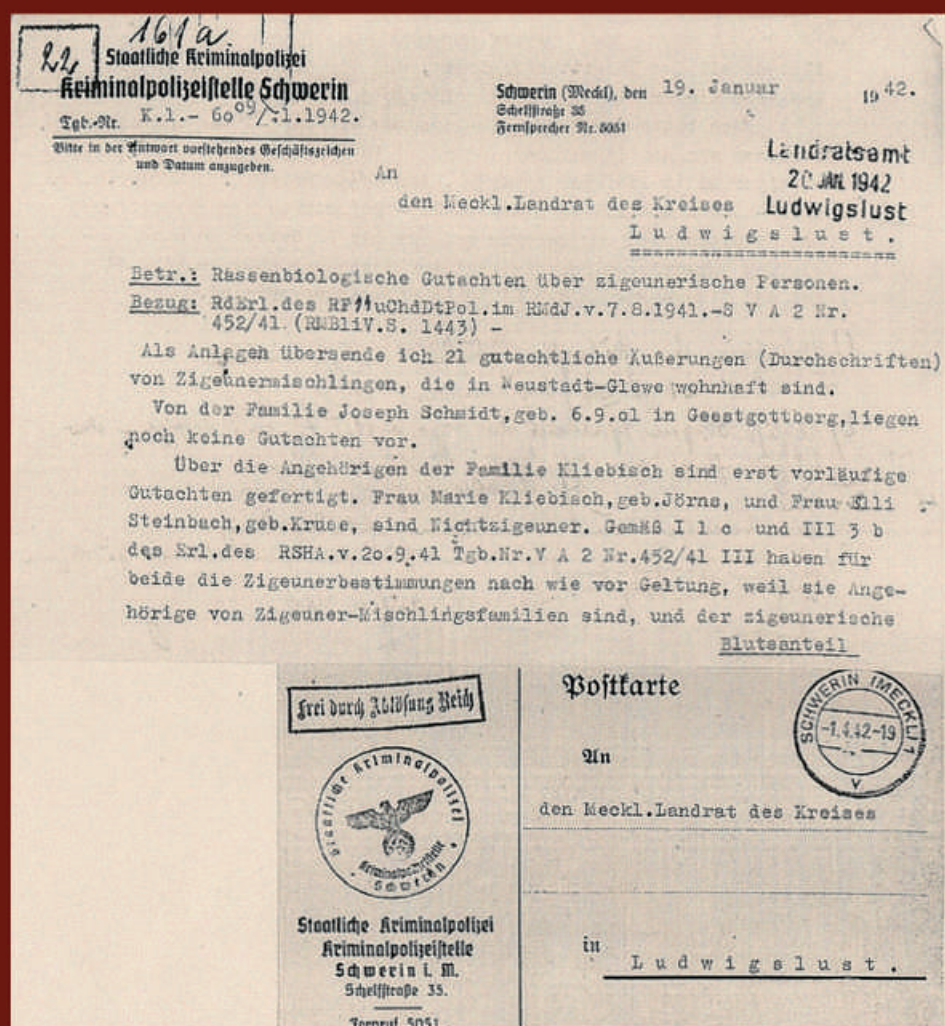 22
161a.
Staatliche Kriminalpolizei
Kriminalpolizeistelle Schwerin
Tgb.-Nr. K.1.- 6009/.1.1942.
Bitte in der Antwort vorstehendes Geschäftszeichen
und Datum anzugeben.
Schwerin (Meckl), den 19. Januar 1942.
Schelfstraße 35
Fernsprecher Nr. 5051
Landratsamt
20 JAN. 1942
Ludwigslust
An
den Meckl.Landrat des Kreises
Ludwigslust.
Betr.: Rassenbiologische Gutachten über zigeunerische Personen.
Bezug: RdErl.des RFᛋᛋuChdDtPol.im RMdJ.v.7.8.1941.-S V A 2 Nr.
452/41 (RMBliV.S. 1443) -
Als Anlagen übersende ich 21 gutachtliche Äußerungen (Durchschriften)
von Zigeunermischlingen, die in Neustadt-Glewe wohnhaft sind.
Von der Familie Joseph Schmidt,geb. 6.9.01 in Geestgottberg,liegen
noch keine Gutachten vor.
Über die Angehörigen der Familie Kliebisch sind erst vorläufige
Gutachten gefertigt. Frau Marie Kliebisch,geb.Jörns, und Frau Elli
Steinbach,geb.Kruse, sind Nichtzigeuner. Gemäß I 1 c und III 3 b
des Erl.des RSHA.v.20.9.41 Tgb.Nr.V A 2 Nr.452/41 III haben für
beide die Zigeunerbestimmungen nach wie vor Geltung, weil sie Ange-
hörige von Zigeuner-Mischlingsfamilien sind, und der zigeunerische
Blutsanteil
Frei durch Ablösung Reich
Staatliche Kriminalpolizei
Kriminalpolizeistelle
Schwerin
Staatliche Kriminalpolizei
Kriminalpolizeistelle
Schwerin i. M.
Schelfstraße 35.
Fernruf 5051
Postkarte
SCHWERIN (MECKL) 1
-1.4.42-19
V
An
den Meckl.Landrat des Kreises
in
Ludwigslust.